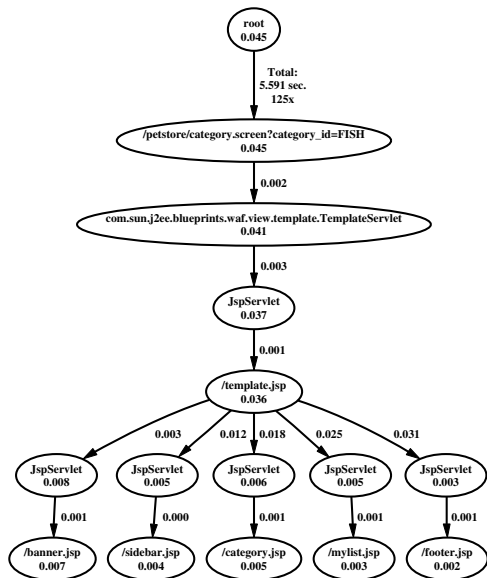 root
0.045
Total:
5.591 sec.
125x
/petstore/category.screen?category_id=FISH
0.045
0.002
com.sun.j2ee.blueprints.waf.view.template.TemplateServlet
0.041
0.003
JspServlet
0.037
0.001
/template.jsp
0.036
0.003
0.012
0.018
0.025
0.031
JspServlet
0.008
JspServlet
0.005
JspServlet
0.006
JspServlet
0.005
JspServlet
0.003
0.001
0.000
0.001
0.001
0.001
/banner.jsp
0.007
/sidebar.jsp
0.004
/category.jsp
0.005
/mylist.jsp
0.003
/footer.jsp
0.002